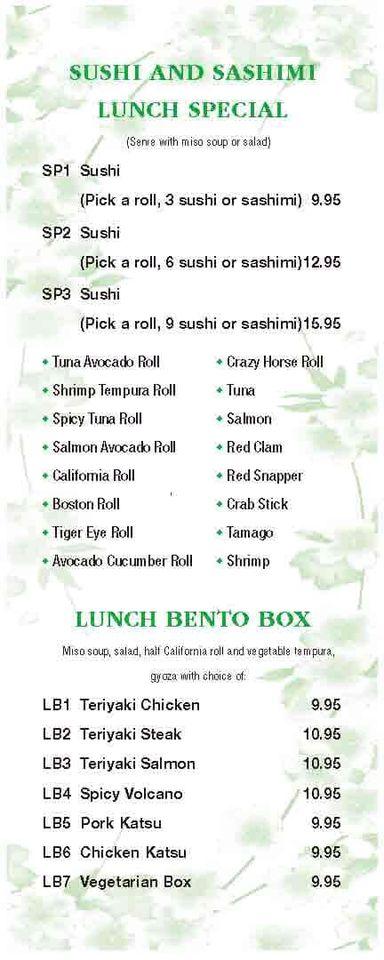 SUSHI AND SASHIMI
LUNCH SPECIAL
(Serve with miso soup or salad)
SP1 Sushi
(Pick a roll, 3 sushi or sashimi) 9.95
SP2 Sushi
(Pick a roll, 6 sushi or sashimi)12.95
SP3 Sushi
(Pick a roll, 9 sushi or sashimi)15.95
Tuna Avocado Roll
Shrimp Tempura Roll
Spicy Tuna Roll
Salmon Avocado Roll
California Roll
Boston Roll
Tiger Eye Roll
Avocado Cucumber Roll
Crazy Horse Roll
Tuna
Salmon
Red Clam
Red Snapper
Crab Stick
Tamago
Shrimp
LUNCH BENTO BOX
Miso soup, salad, half California roll and vegetable tempura,
gyoza with choice of:
LB1 Teriyaki Chicken 9.95
LB2 Teriyaki Steak 10.95
LB3 Teriyaki Salmon 10.95
LB4 Spicy Volcano 10.95
LB5 Pork Katsu 9.95
LB6 Chicken Katsu 9.95
LB7 Vegetarian Box 9.95